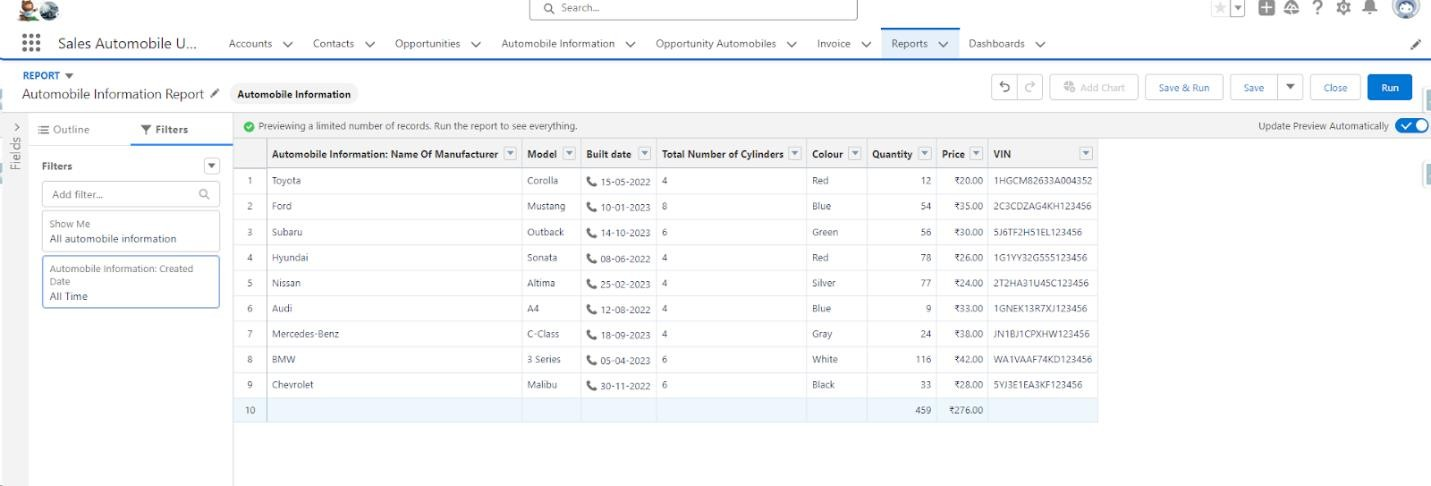 Search...
Sales Automobile U... Accounts Contacts Opportunities Automobile Information Opportunity Automobiles Invoice Reports Dashboards
REPORT
Automobile Information Report Automobile Information
Add Chart Save & Run Save Close Run
Fields
Outline Filters
Previewing a limited number of records. Run the report to see everything. Update Preview Automatically
Filters
Add filter...
Show Me
All automobile information
Automobile Information: Created
Date
All Time
Automobile Information: Name Of Manufacturer Model Built date Total Number of Cylinders Colour Quantity Price VIN
1 Toyota Corolla 15-05-2022 4 Red 12 ₹20.00 1HGCM82633A004352
2 Ford Mustang 10-01-2023 8 Blue 54 ₹35.00 2C3CDZAG4KH123456
3 Subaru Outback 14-10-2023 6 Green 56 ₹30.00 5J6TF2H51EL123456
4 Hyundai Sonata 08-06-2022 4 Red 78 ₹26.00 1G1YY32G555123456
5 Nissan Altima 25-02-2023 4 Silver 77 ₹24.00 2T2HA31U45C123456
6 Audi A4 12-08-2022 4 Blue 9 ₹33.00 1GNEK13R7XJ123456
7 Mercedes-Benz C-Class 18-09-2023 4 Gray 24 ₹38.00 JN1BJ1CPXHW123456
8 BMW 3 Series 05-04-2023 6 White 116 ₹42.00 WA1VAAF74KD123456
9 Chevrolet Malibu 30-11-2022 6 Black 33 ₹28.00 5YJ3E1EA3KF123456
10 459 ₹276.00